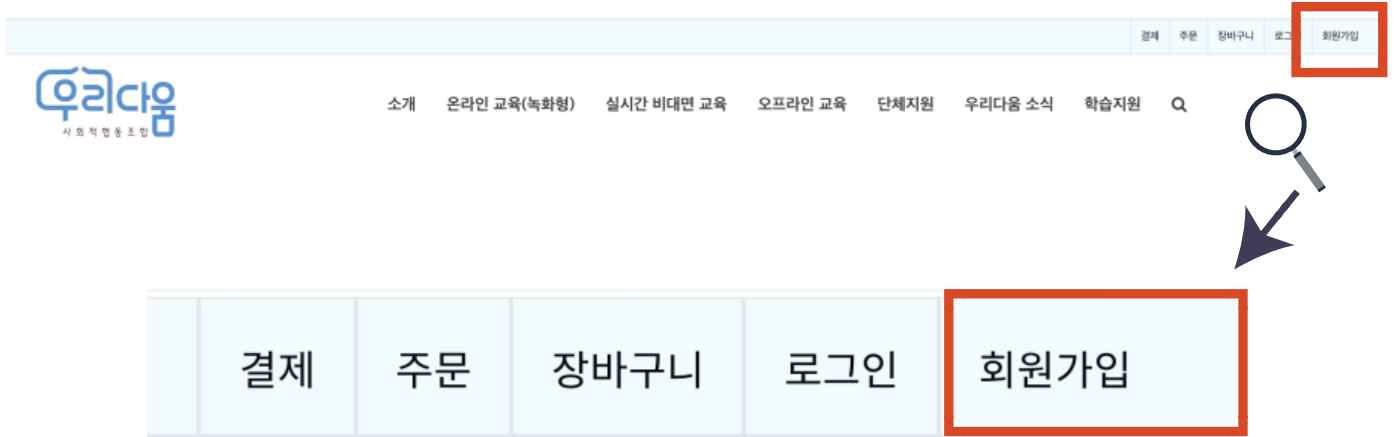 결제 주문 장바구니 로그인 회원가입
우리다움
사회적협동조합
소개 온라인 교육(녹화형) 실시간 비대면 교육 오프라인 교육 단체지원 우리다움 소식 학습지원
결제 주문 장바구니 로그인 회원가입